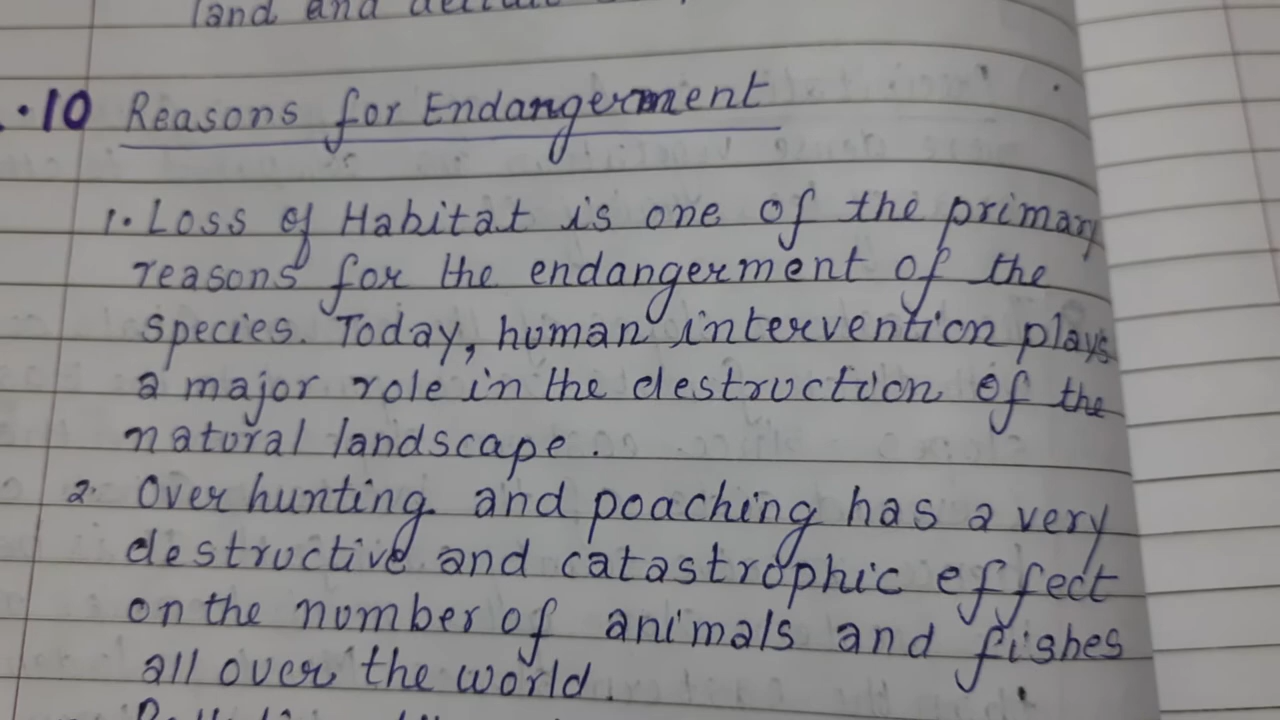 land and
.10 Reasons for Endangerment
1. Loss of Habitat is one of the primary
reasons for the endangerment of the
species. Today, human intervention plays
a major role in the destruction of the
natural landscape.
2. Over hunting and poaching has a very
destructive and catastrophic effect
on the number of animals and fishes
all over the world.